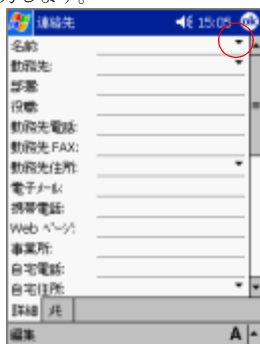 力します。
連絡先 15:05 ok
名前:
勤務先:
部署:
役職:
勤務先電話:
勤務先 FAX:
勤務先住所:
電子メール:
携帯電話:
Web ページ:
事業所:
自宅電話:
自宅住所:
詳細 メモ
編集 A